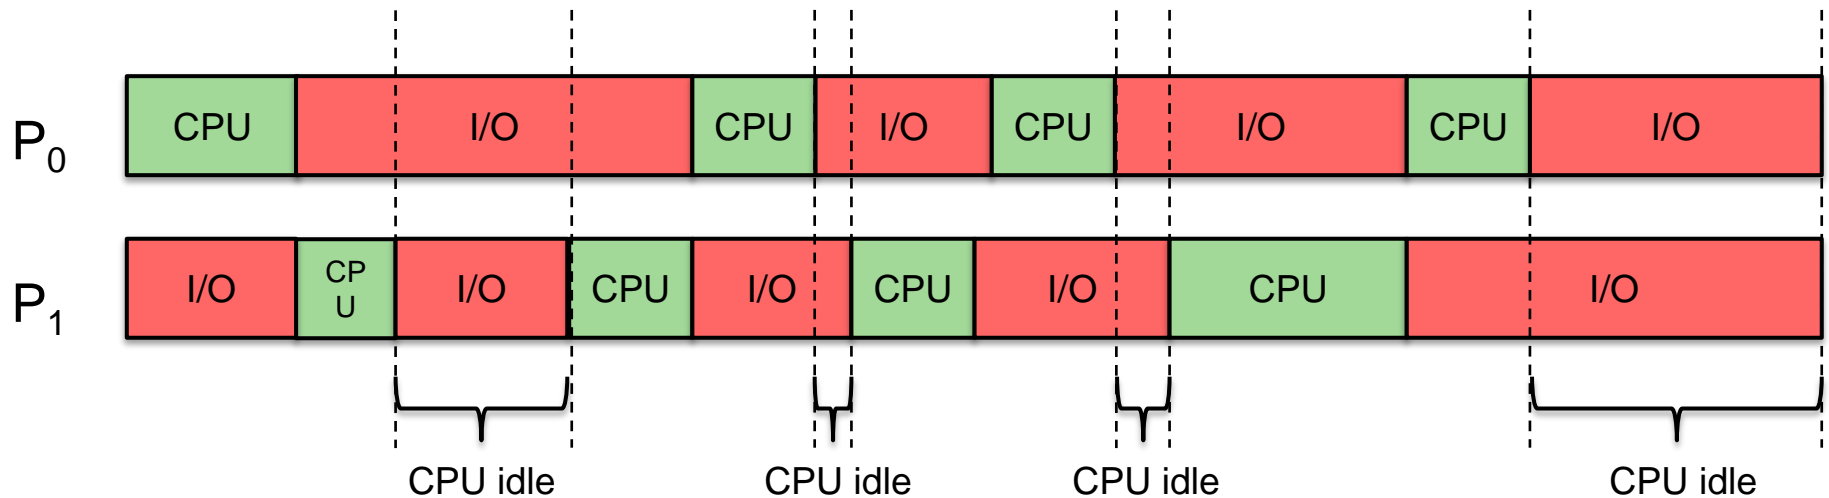 P0 CPU I/O CPU I/O CPU I/O CPU I/O
P1 I/O CP
U I/O CPU I/O CPU I/O CPU I/O
CPU idle CPU idle CPU idle CPU idle